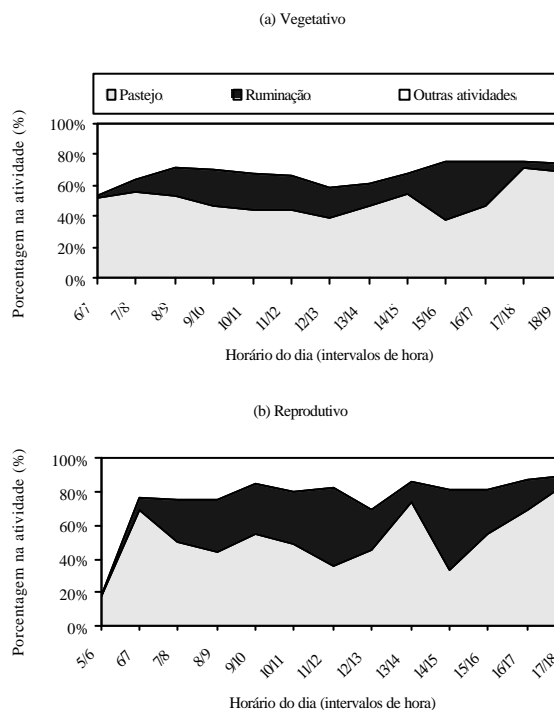 (a) Vegetativo
Pastejo Ruminação Outras atividades
Porcentagem na atividade (%)
100%
80%
60%
40%
20%
0%
6/7 7/8 8/9 9/10 10/11 11/12 12/13 13/14 14/15 15/16 16/17 17/18 18/19
Horário do dia (intervalos de hora)
(b) Reprodutivo
Porcentagem na atividade (%)
100%
80%
60%
40%
20%
0%
5/6 6/7 7/8 8/9 9/10 10/11 11/12 12/13 13/14 14/15 15/16 16/17 17/18
Horário do dia (intervalos de hora)